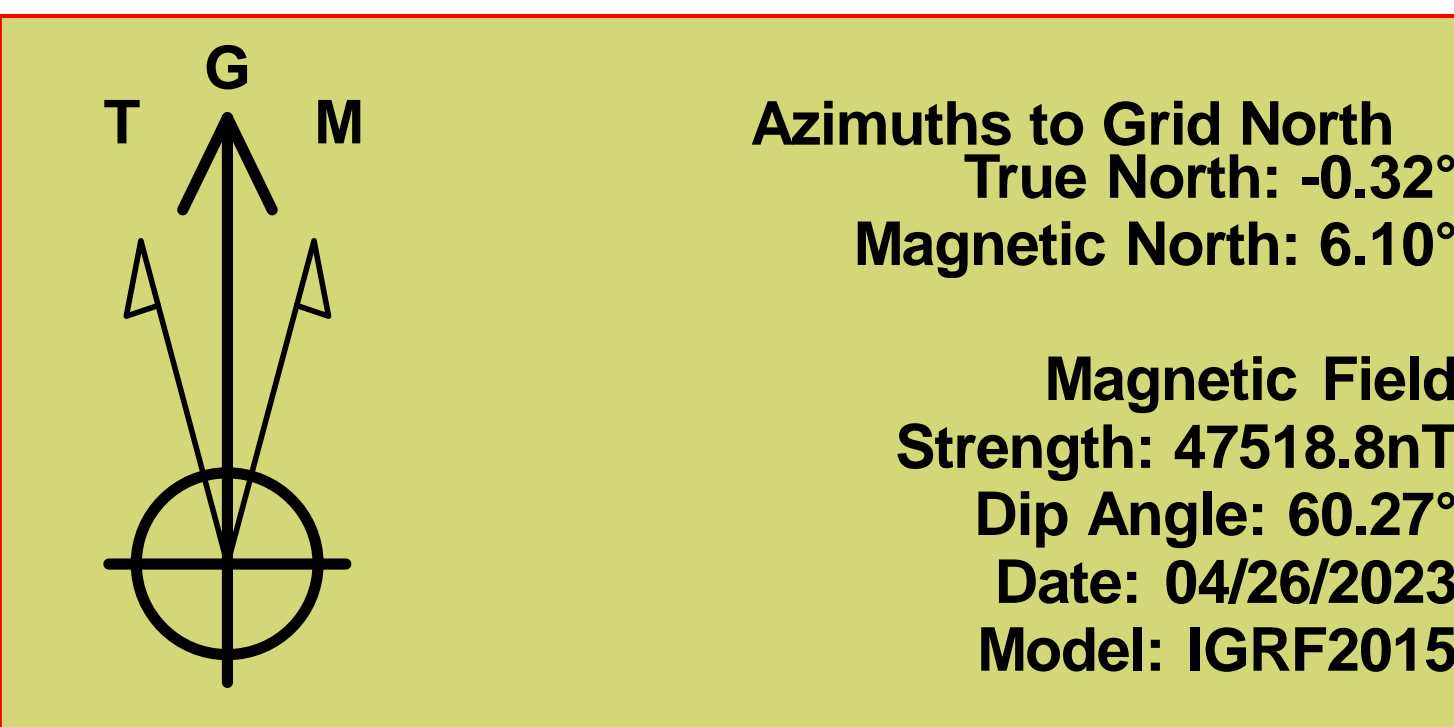 G
T M
Azimuths to Grid North
True North: -0.32°
Magnetic North: 6.10°
Magnetic Field
Strength: 47518.8nT
Dip Angle: 60.27°
Date: 04/26/2023
Model: IGRF2015